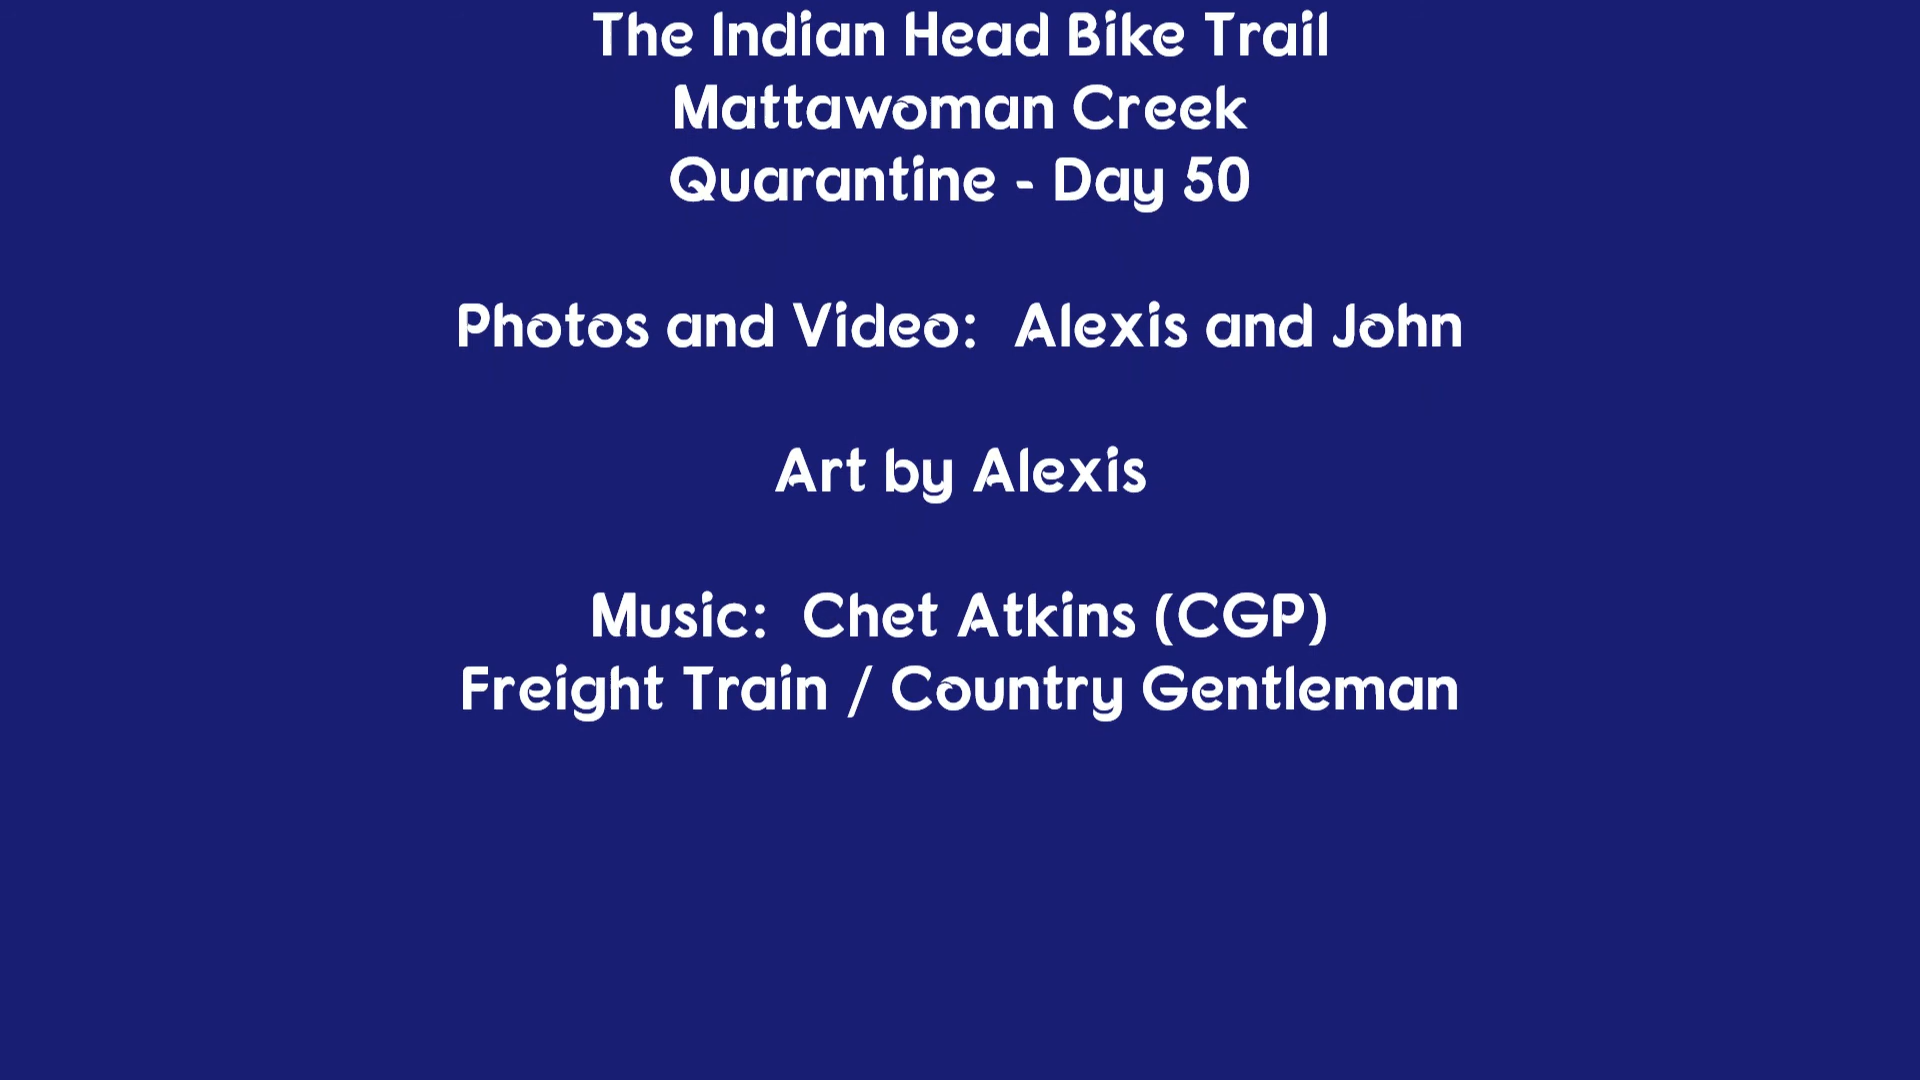 The Indian Head Bike Trail
Mattawoman Creek
Quarantine - Day 50
Photos and Video:  Alexis and John
Art by Alexis
Music:  Chet Atkins (CGP)
Freight Train / Country Gentleman